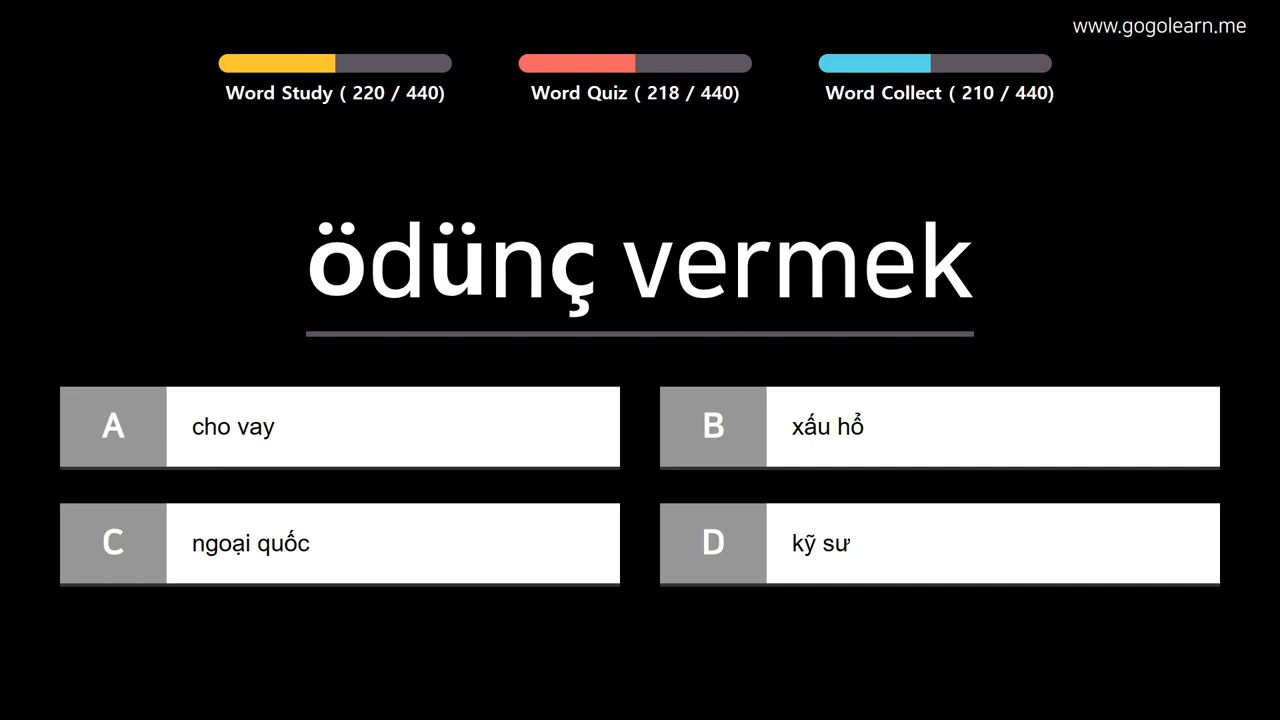 www.gogolearn.me
Word Study ( 220 / 440)
Word Quiz ( 218 / 440)
Word Collect ( 210 / 440)
ödünç vermek
A cho vay
B xấu hổ
C ngoại quốc
D kỹ sư